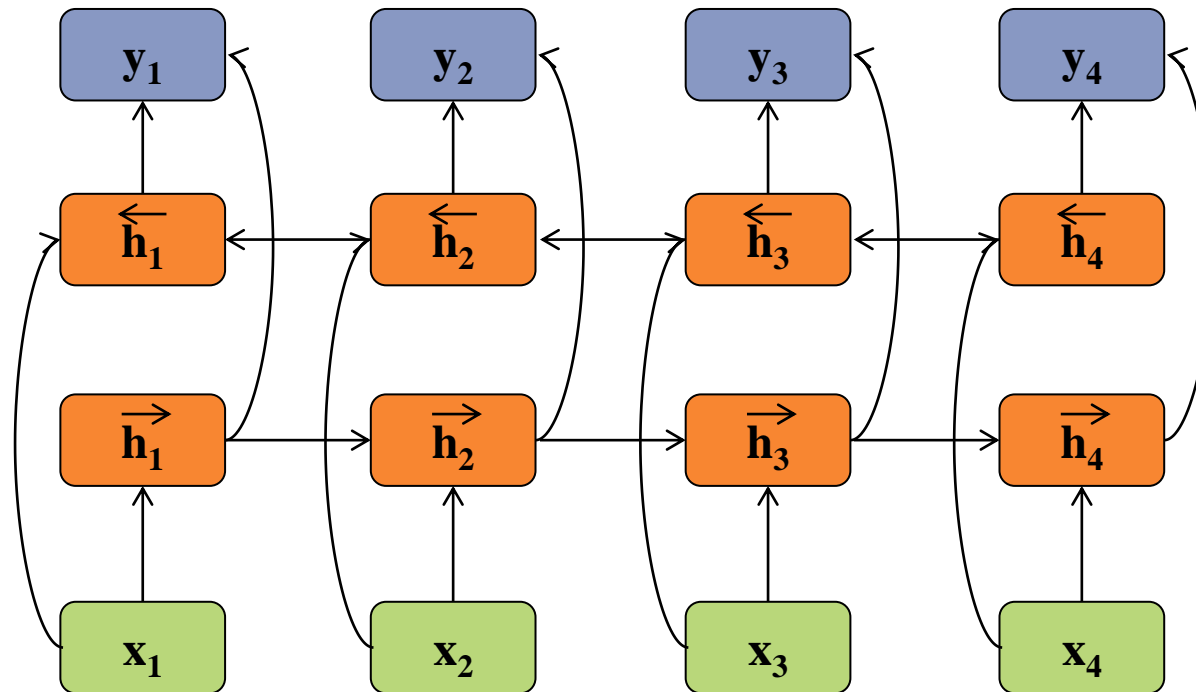 y₁ y₂ y₃ y₄
←h₁ ←h₂ ←h₃ ←h₄
→h₁ →h₂ →h₃ →h₄
x₁ x₂ x₃ x₄